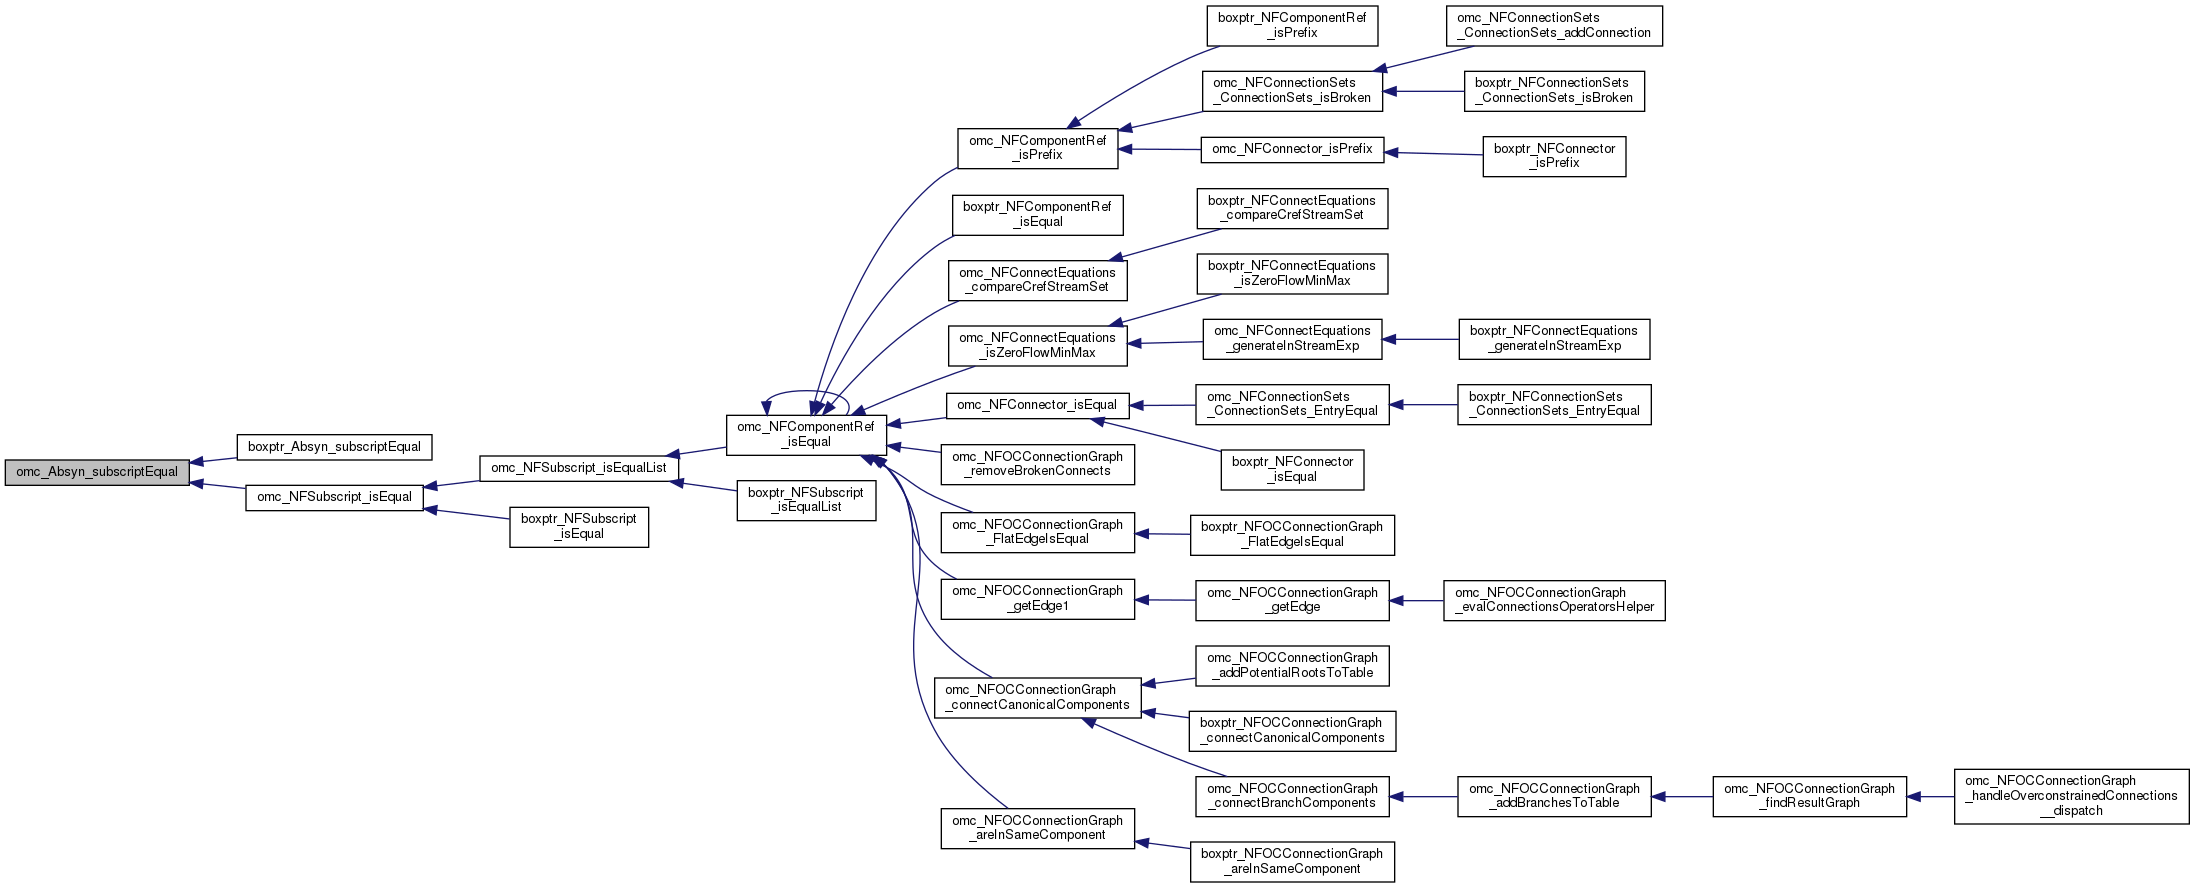 omc_Absyn_subscriptEqual
boxptr_Absyn_subscriptEqual
omc_NFSubscript_isEqual
omc_NFSubscript_isEqualList
boxptr_NFSubscript
_isEqual
omc_NFComponentRef
_isEqual
boxptr_NFSubscript
_isEqualList
omc_NFComponentRef
_isPrefix
boxptr_NFComponentRef
_isEqual
omc_NFConnectEquations
_compareCrefStreamSet
omc_NFConnectEquations
_isZeroFlowMinMax
omc_NFConnector_isEqual
omc_NFOCConnectionGraph
_removeBrokenConnects
omc_NFOCConnectionGraph
_FlatEdgeIsEqual
omc_NFOCConnectionGraph
_getEdge1
omc_NFOCConnectionGraph
_connectCanonicalComponents
omc_NFOCConnectionGraph
_areInSameComponent
boxptr_NFComponentRef
_isPrefix
omc_NFConnectionSets
_ConnectionSets_isBroken
omc_NFConnector_isPrefix
boxptr_NFConnectEquations
_compareCrefStreamSet
boxptr_NFConnectEquations
_isZeroFlowMinMax
omc_NFConnectEquations
_generateInStreamExp
omc_NFConnectionSets
_ConnectionSets_EntryEqual
boxptr_NFConnector
_isEqual
boxptr_NFOCConnectionGraph
_FlatEdgeIsEqual
omc_NFOCConnectionGraph
_getEdge
omc_NFOCConnectionGraph
_addPotentialRootsToTable
boxptr_NFOCConnectionGraph
_connectCanonicalComponents
omc_NFOCConnectionGraph
_connectBranchComponents
boxptr_NFOCConnectionGraph
_areInSameComponent
omc_NFConnectionSets
_ConnectionSets_addConnection
boxptr_NFConnectionSets
_ConnectionSets_isBroken
boxptr_NFConnector
_isPrefix
boxptr_NFConnectEquations
_generateInStreamExp
boxptr_NFConnectionSets
_ConnectionSets_EntryEqual
omc_NFOCConnectionGraph
_evalConnectionsOperatorsHelper
omc_NFOCConnectionGraph
_addBranchesToTable
omc_NFOCConnectionGraph
_findResultGraph
omc_NFOCConnectionGraph
_handleOverconstrainedConnections
__dispatch